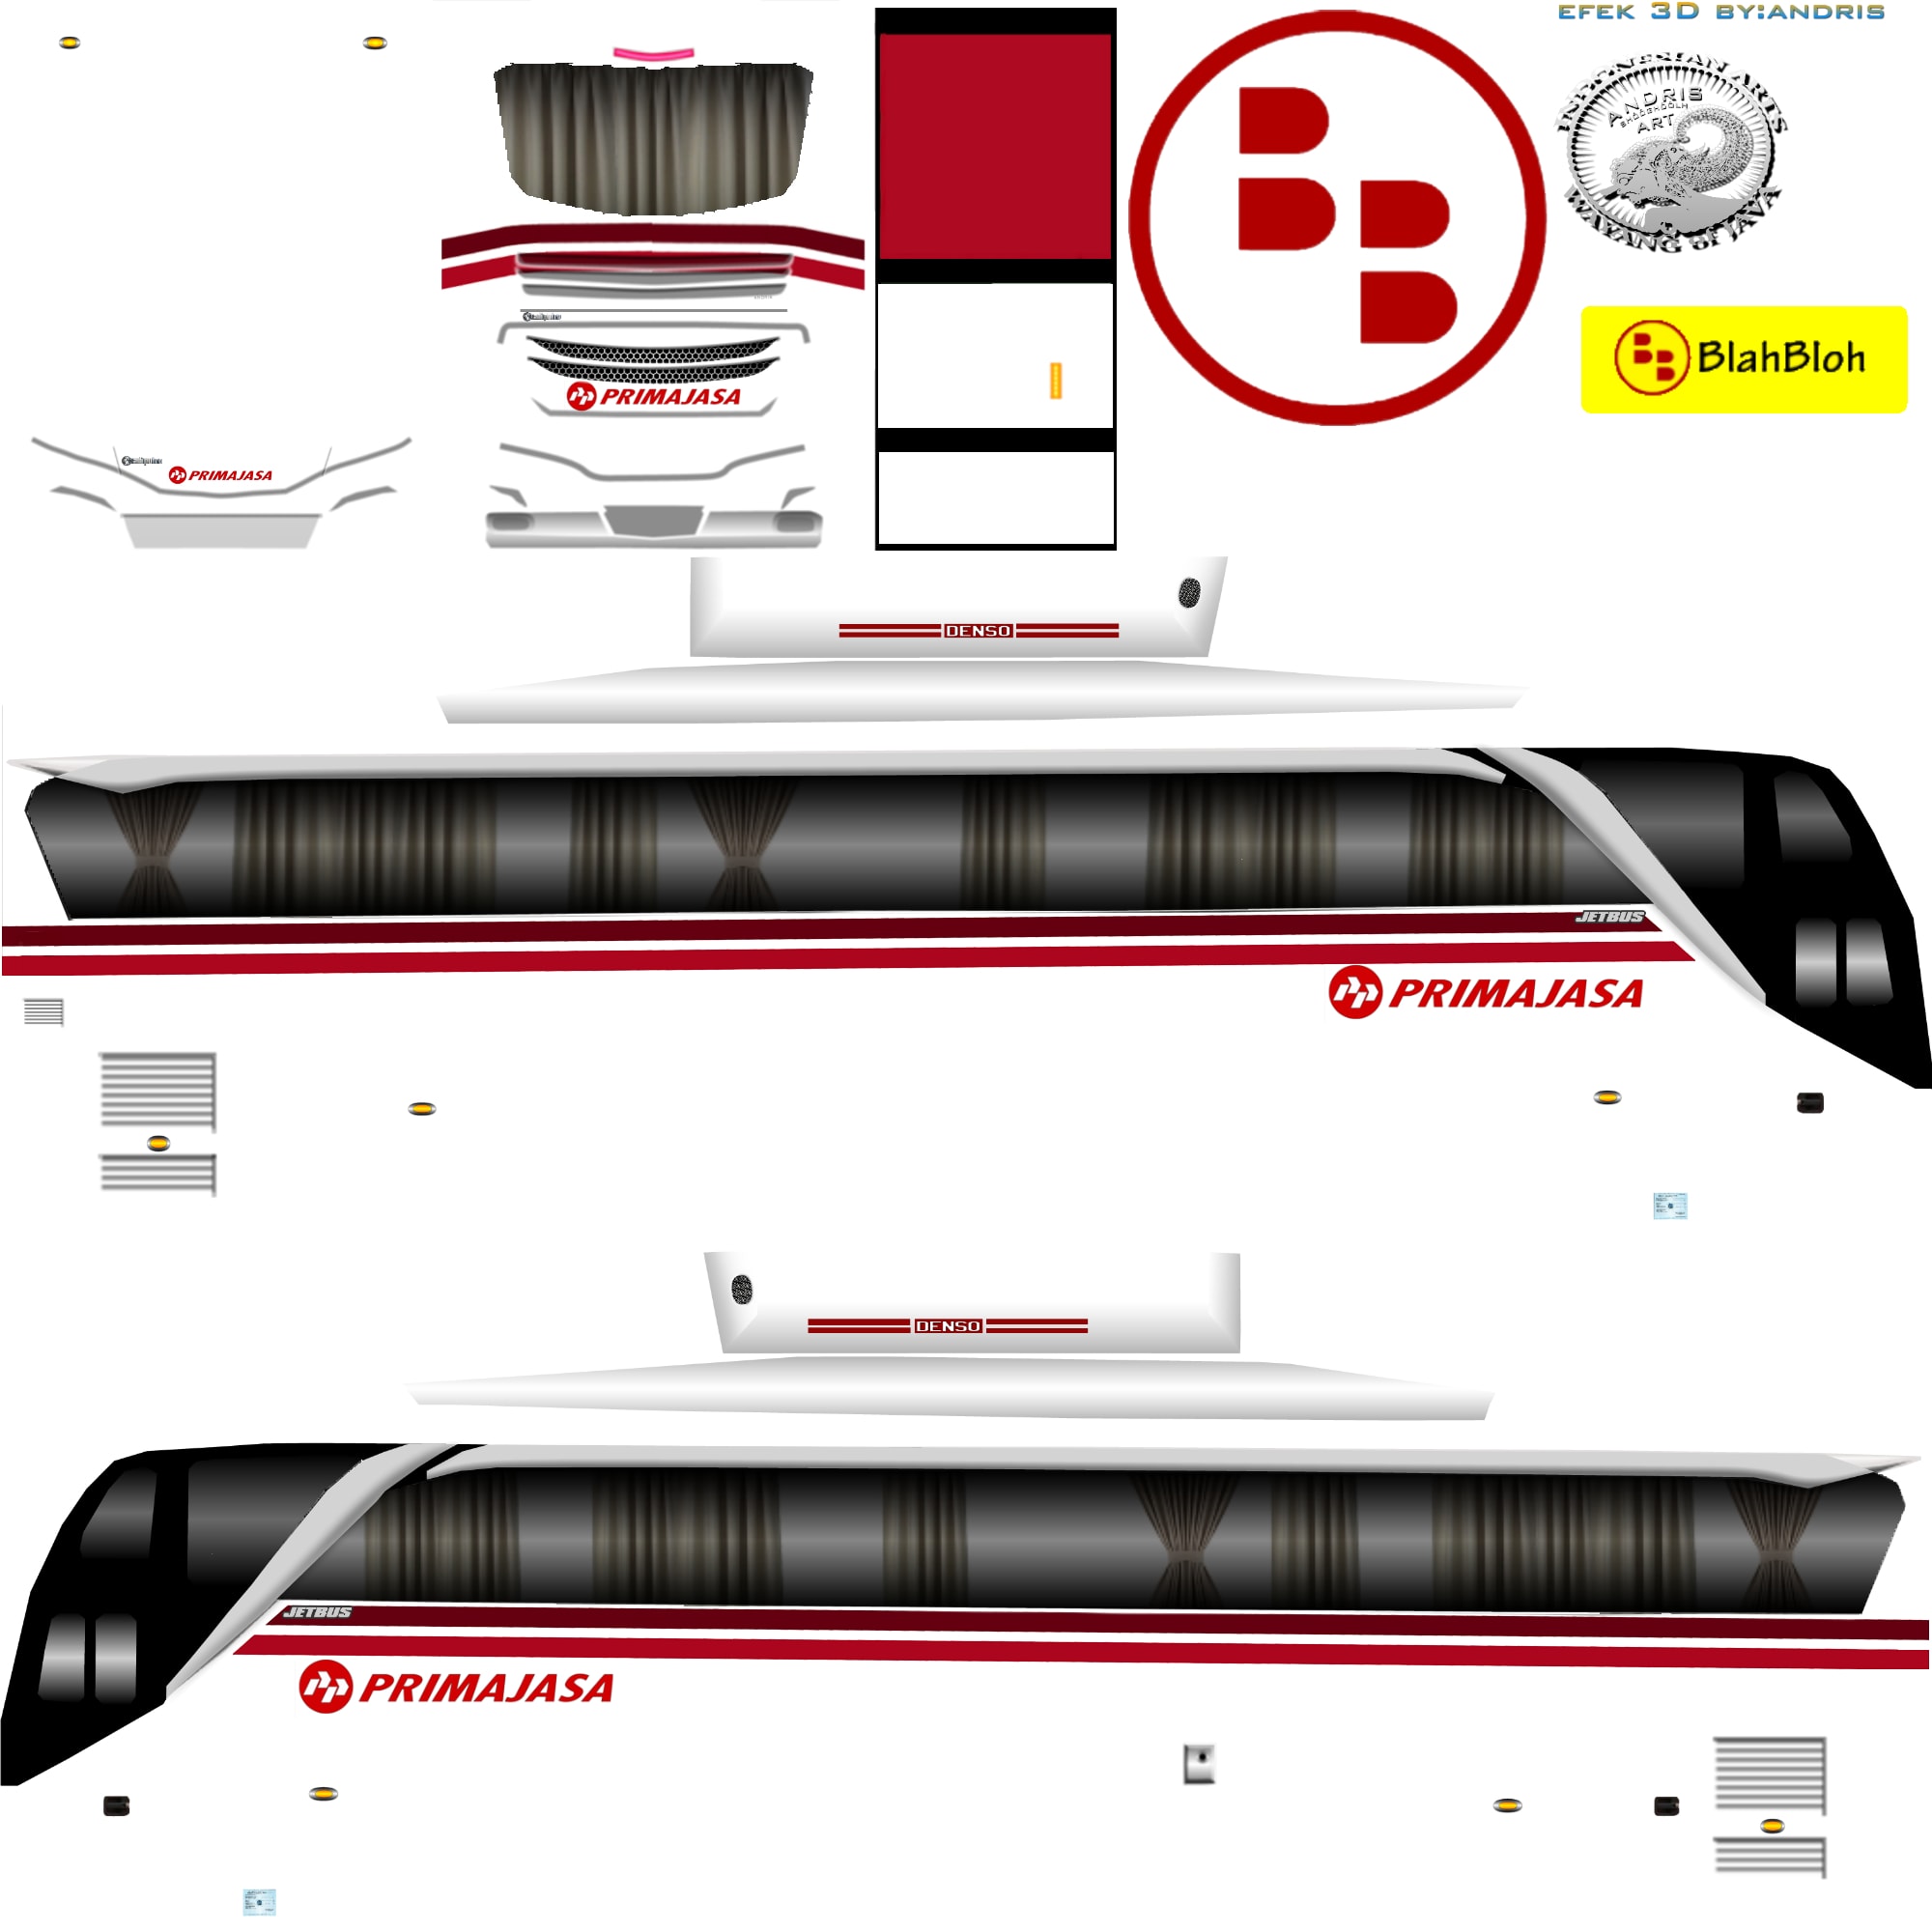 EFEK 3D BY:ANDRIS
INDONESIAN ARTS
ANDRIS
ART
WAYANG of JAVA
BlahBloh
PRIMAJASA
PRIMAJASA
DENSO
JETBUS
PRIMAJASA
DENSO
JETBUS
PRIMAJASA